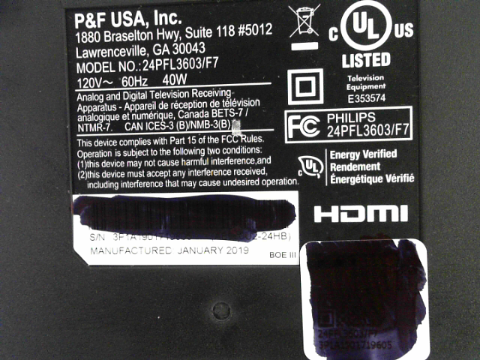 P&F USA, Inc.
1880 Braselton Hwy, Suite 118 #5012
Lawrenceville, GA 30043
MODEL NO.:24PFL3603/F7
120V~ 60Hz 40W
Analog and Digital Television Receiving-
Apparatus - Appareil de réception de télévision
analogique et numérique, Canada BETS-7 /
NTMR-7. CAN ICES-3 (B)/NMB-3(B)
This device complies with Part 15 of the FCC Rules.
Operation is subject to the following two conditions:
(1)this device may not cause harmful interference,and
(2)this device must accept any interference received,
including interference that may cause undesired operation.
S/N
-24HB)
MANUFACTURED JANUARY 2019
BOE III
C UL US
LISTED
Television
Equipment
E353574
FC PHILIPS
24PFL3603/F7
Energy Verified
Rendement
Énergétique Vérifié
HDMI
24PFL3603/F7